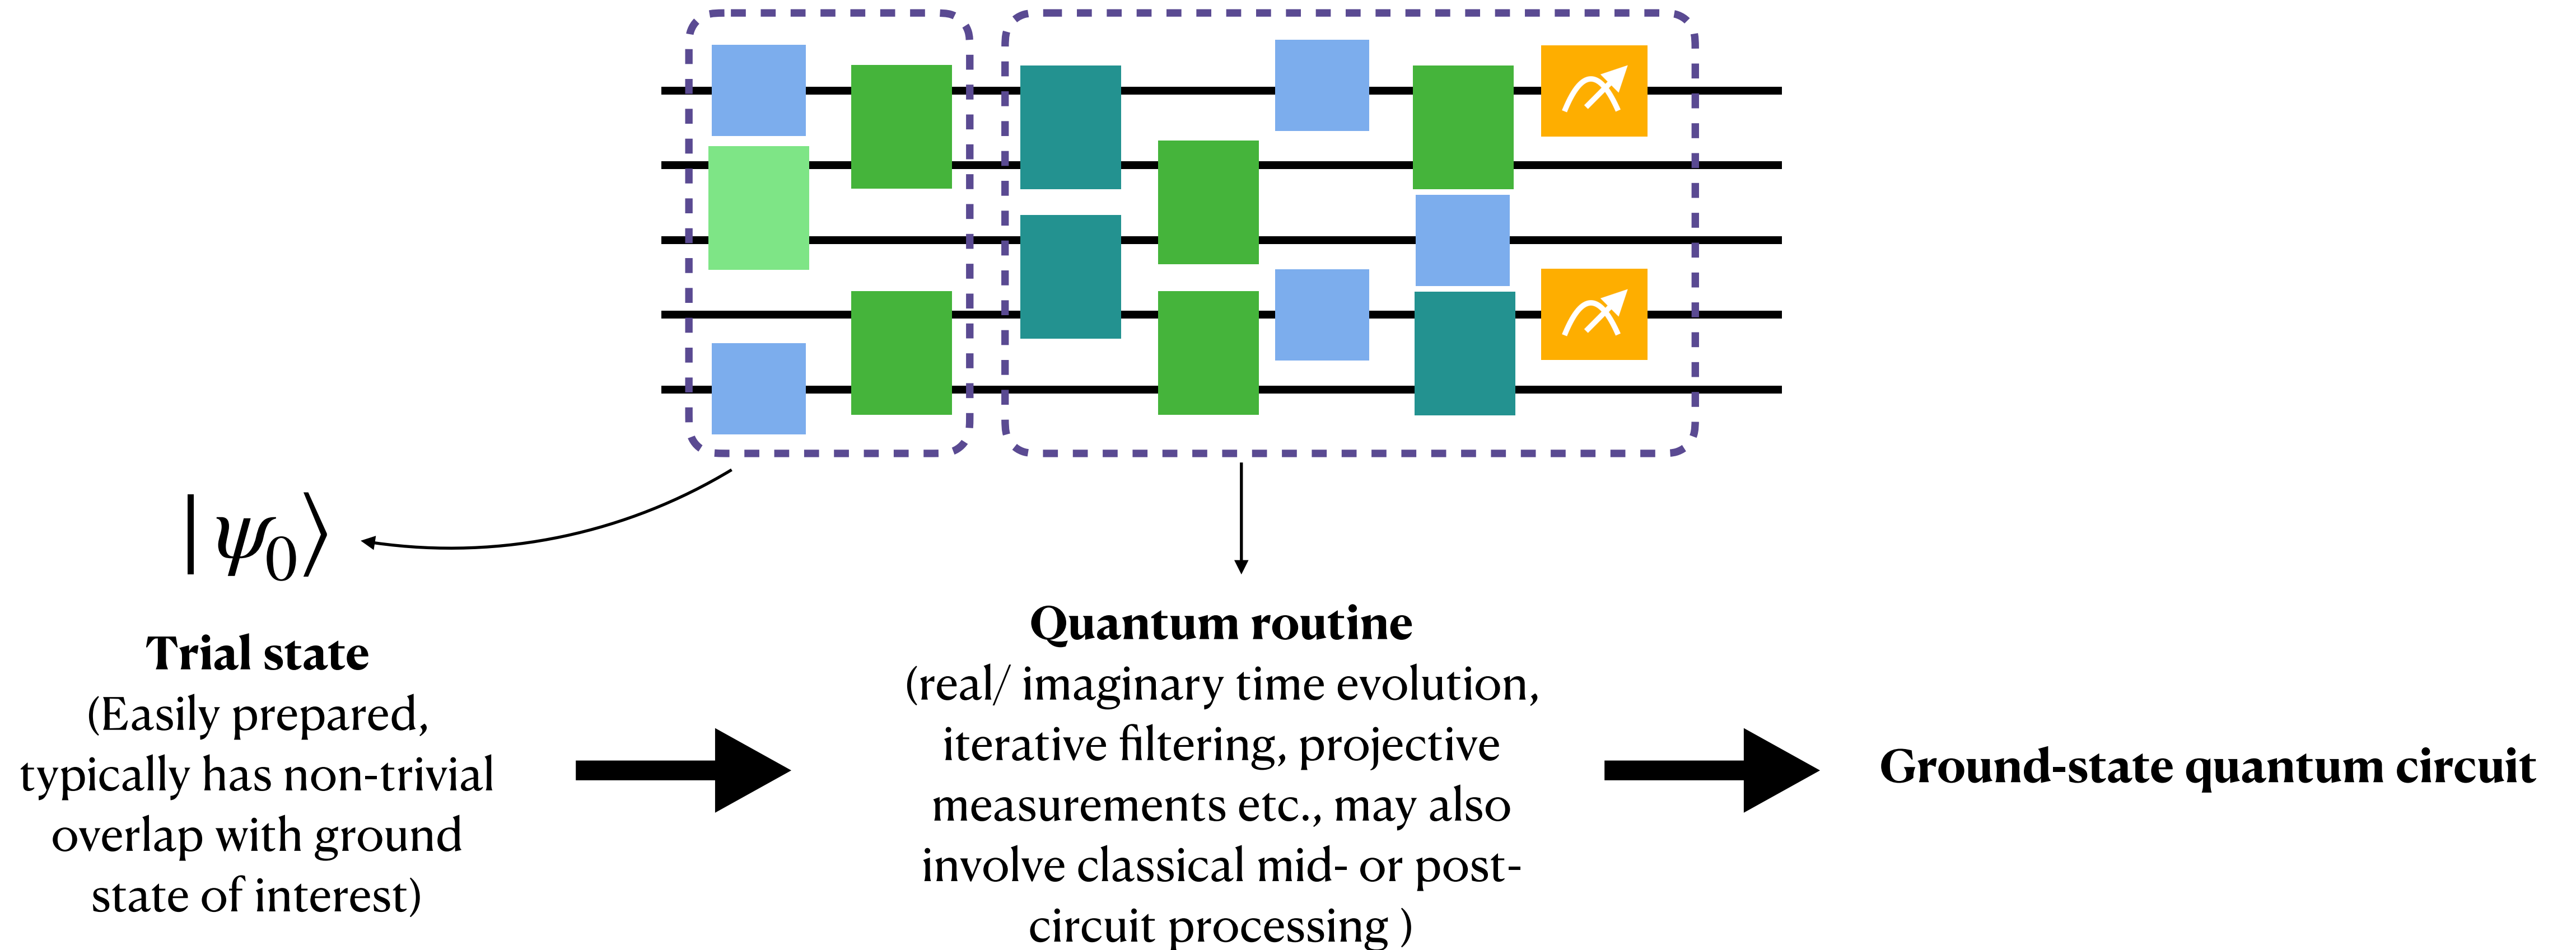 |ψ₀⟩
Trial state
(Easily prepared,
typically has non-trivial
overlap with ground
state of interest)
Quantum routine
(real/ imaginary time evolution,
iterative filtering, projective
measurements etc., may also
involve classical mid- or post-
circuit processing )
Ground-state quantum circuit